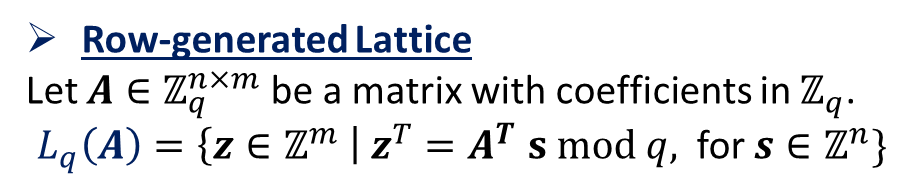 ➢ Row-generated Lattice
Let 𝑨 ∈ ℤ_q^{n×m} be a matrix with coefficients in ℤ_q.
L_q(𝑨) = {𝒛 ∈ ℤ^m | 𝒛^T = 𝑨^𝑻 𝐬 mod q, for 𝒔 ∈ ℤ^n}